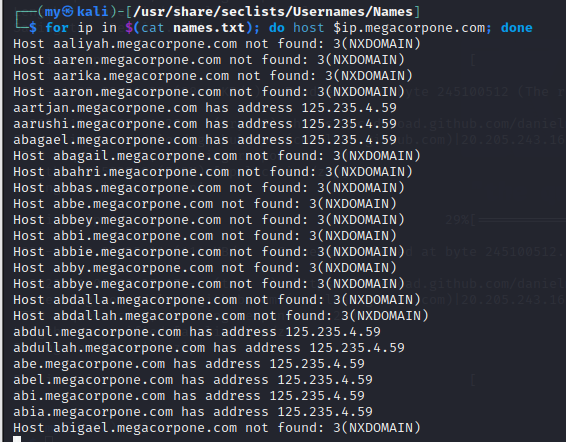 ┌──(my㉿kali)-[/usr/share/seclists/Usernames/Names]
└─$ for ip in $(cat names.txt); do host $ip.megacorpone.com; done
Host aaliyah.megacorpone.com not found: 3(NXDOMAIN)
Host aaren.megacorpone.com not found: 3(NXDOMAIN)
Host aarika.megacorpone.com not found: 3(NXDOMAIN)
Host aaron.megacorpone.com not found: 3(NXDOMAIN)
aartjan.megacorpone.com has address 125.235.4.59
aarushi.megacorpone.com has address 125.235.4.59
abagael.megacorpone.com has address 125.235.4.59
Host abagail.megacorpone.com not found: 3(NXDOMAIN)
Host abahri.megacorpone.com not found: 3(NXDOMAIN)
Host abbas.megacorpone.com not found: 3(NXDOMAIN)
Host abbe.megacorpone.com not found: 3(NXDOMAIN)
Host abbey.megacorpone.com not found: 3(NXDOMAIN)
Host abbi.megacorpone.com not found: 3(NXDOMAIN)
Host abbie.megacorpone.com not found: 3(NXDOMAIN)
Host abby.megacorpone.com not found: 3(NXDOMAIN)
Host abbye.megacorpone.com not found: 3(NXDOMAIN)
Host abdalla.megacorpone.com not found: 3(NXDOMAIN)
Host abdallah.megacorpone.com not found: 3(NXDOMAIN)
abdul.megacorpone.com has address 125.235.4.59
abdullah.megacorpone.com has address 125.235.4.59
abe.megacorpone.com has address 125.235.4.59
abel.megacorpone.com has address 125.235.4.59
abi.megacorpone.com has address 125.235.4.59
abia.megacorpone.com has address 125.235.4.59
Host abigael.megacorpone.com not found: 3(NXDOMAIN)